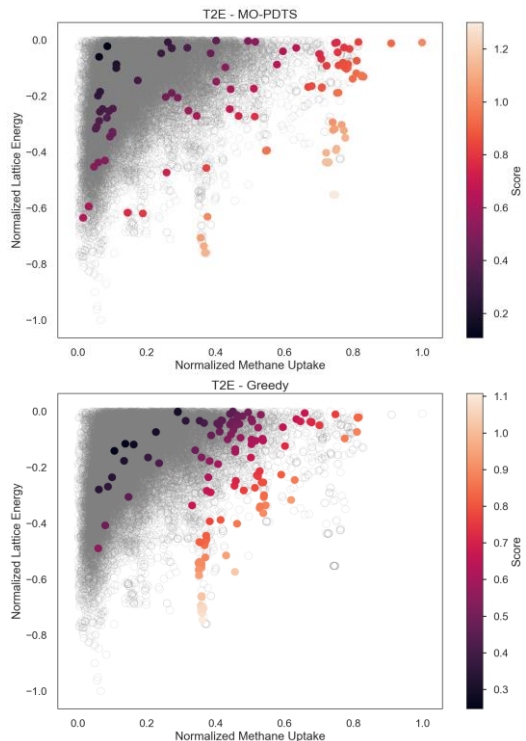 T2E - MO-PDTS
0.0
−0.2
−0.4
−0.6
−0.8
−1.0
Normalized Lattice Energy
0.0 0.2 0.4 0.6 0.8 1.0
Normalized Methane Uptake
1.2
1.0
0.8
0.6
0.4
0.2
Score
T2E - Greedy
0.0
−0.2
−0.4
−0.6
−0.8
−1.0
Normalized Lattice Energy
0.0 0.2 0.4 0.6 0.8 1.0
Normalized Methane Uptake
1.1
1.0
0.9
0.8
0.7
0.6
0.5
0.4
0.3
Score